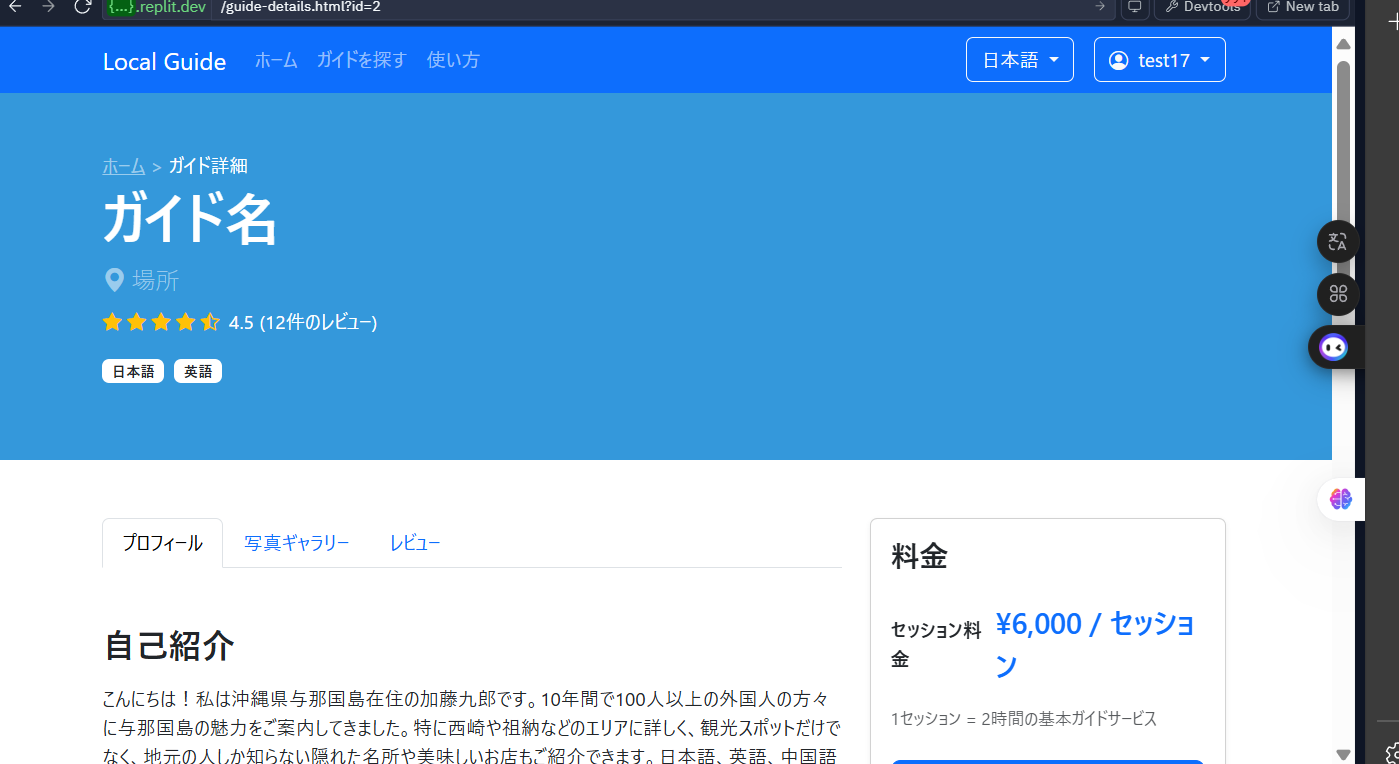 {...}.replit.dev /guide-details.html?id=2
Devtools
New tab
Local Guide ホーム ガイドを探す 使い方 日本語 test17
ホーム > ガイド詳細
ガイド名
場所
4.5 (12件のレビュー)
日本語 英語
プロフィール 写真ギャラリー レビュー
自己紹介
こんにちは！私は沖縄県与那国島在住の加藤九郎です。10年間で100人以上の外国人の方々
に与那国島の魅力をご案内してきました。特に西崎や祖納などのエリアに詳しく、観光スポットだけで
なく、地元の人しか知らない隠れた名所や美味しいお店もご紹介できます。日本語、英語、中国語
料金
セッション料
金
¥6,000 / セッショ
ン
1セッション = 2時間の基本ガイドサービス